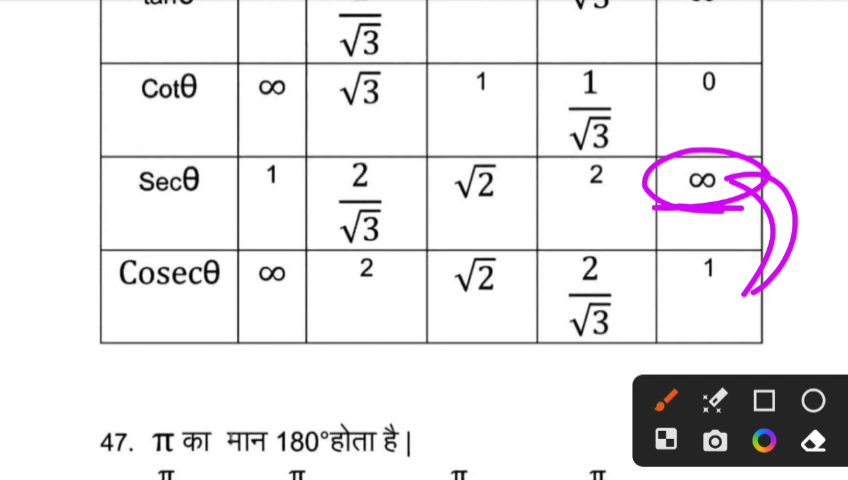 √3
Cotθ ∞ √3 1 1/√3 0
Secθ 1 2/√3 √2 2 ∞
Cosecθ ∞ 2 √2 2/√3 1
47. π का मान 180°होता है|
π π π π